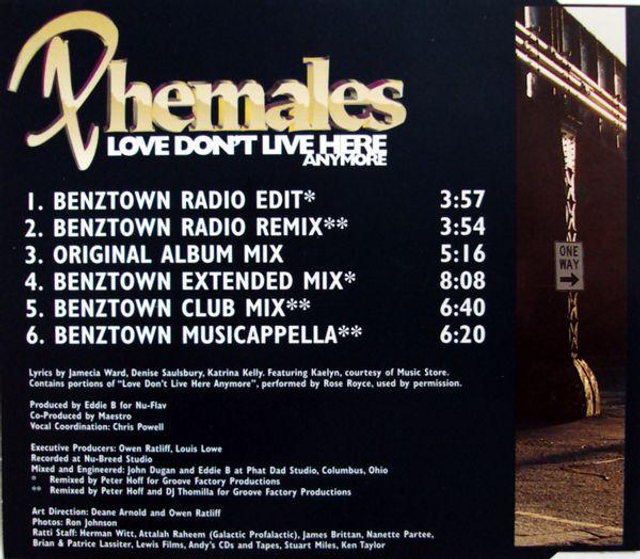 Phemales
LOVE DON'T LIVE HERE
ANYMORE
1. BENZTOWN RADIO EDIT* 3:57
2. BENZTOWN RADIO REMIX** 3:54
3. ORIGINAL ALBUM MIX 5:16
4. BENZTOWN EXTENDED MIX* 8:08
5. BENZTOWN CLUB MIX** 6:40
6. BENZTOWN MUSICAPPELLA** 6:20
Lyrics by Jamecia Ward, Denise Saulsbury, Katrina Kelly. Featuring Kaelyn, courtesy of Music Store.
Contains portions of "Love Don't Live Here Anymore", performed by Rose Royce, used by permission.
Produced by Eddie B for Nu-Flav
Co-Produced by Maestro
Vocal Coordination: Chris Powell
Executive Producers: Owen Ratliff, Louis Lowe
Recorded at Nu-Breed Studio
Mixed and Engineered: John Dugan and Eddie B at Phat Dad Studio, Columbus, Ohio
* Remixed by Peter Hoff for Groove Factory Productions
** Remixed by Peter Hoff and DJ Thomilla for Groove Factory Productions
Art Direction: Deane Arnold and Owen Ratliff
Photos: Ron Johnson
Ratti Staff: Herman Witt, Attalah Raheem (Galactic Profalactic), James Brittan, Nanette Partee,
Brian & Patrice Lassiter, Lewis Films, Andy's CDs and Tapes, Stuart Miles, Ken Taylor
ONE
WAY